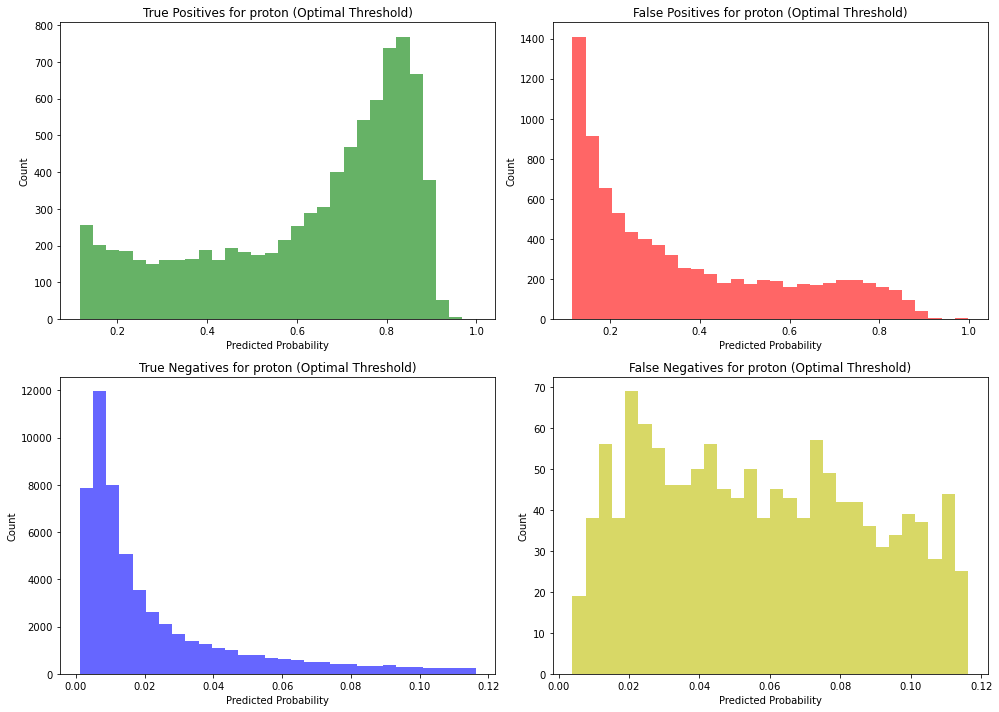 True Positives for proton (Optimal Threshold)
800
700
600
500
400
300
200
100
0
Count
0.2 0.4 0.6 0.8 1.0
Predicted Probability
False Positives for proton (Optimal Threshold)
1400
1200
1000
800
600
400
200
0
Count
0.2 0.4 0.6 0.8 1.0
Predicted Probability
True Negatives for proton (Optimal Threshold)
12000
10000
8000
6000
4000
2000
0
Count
0.00 0.02 0.04 0.06 0.08 0.10 0.12
Predicted Probability
False Negatives for proton (Optimal Threshold)
70
60
50
40
30
20
10
0
Count
0.00 0.02 0.04 0.06 0.08 0.10 0.12
Predicted Probability